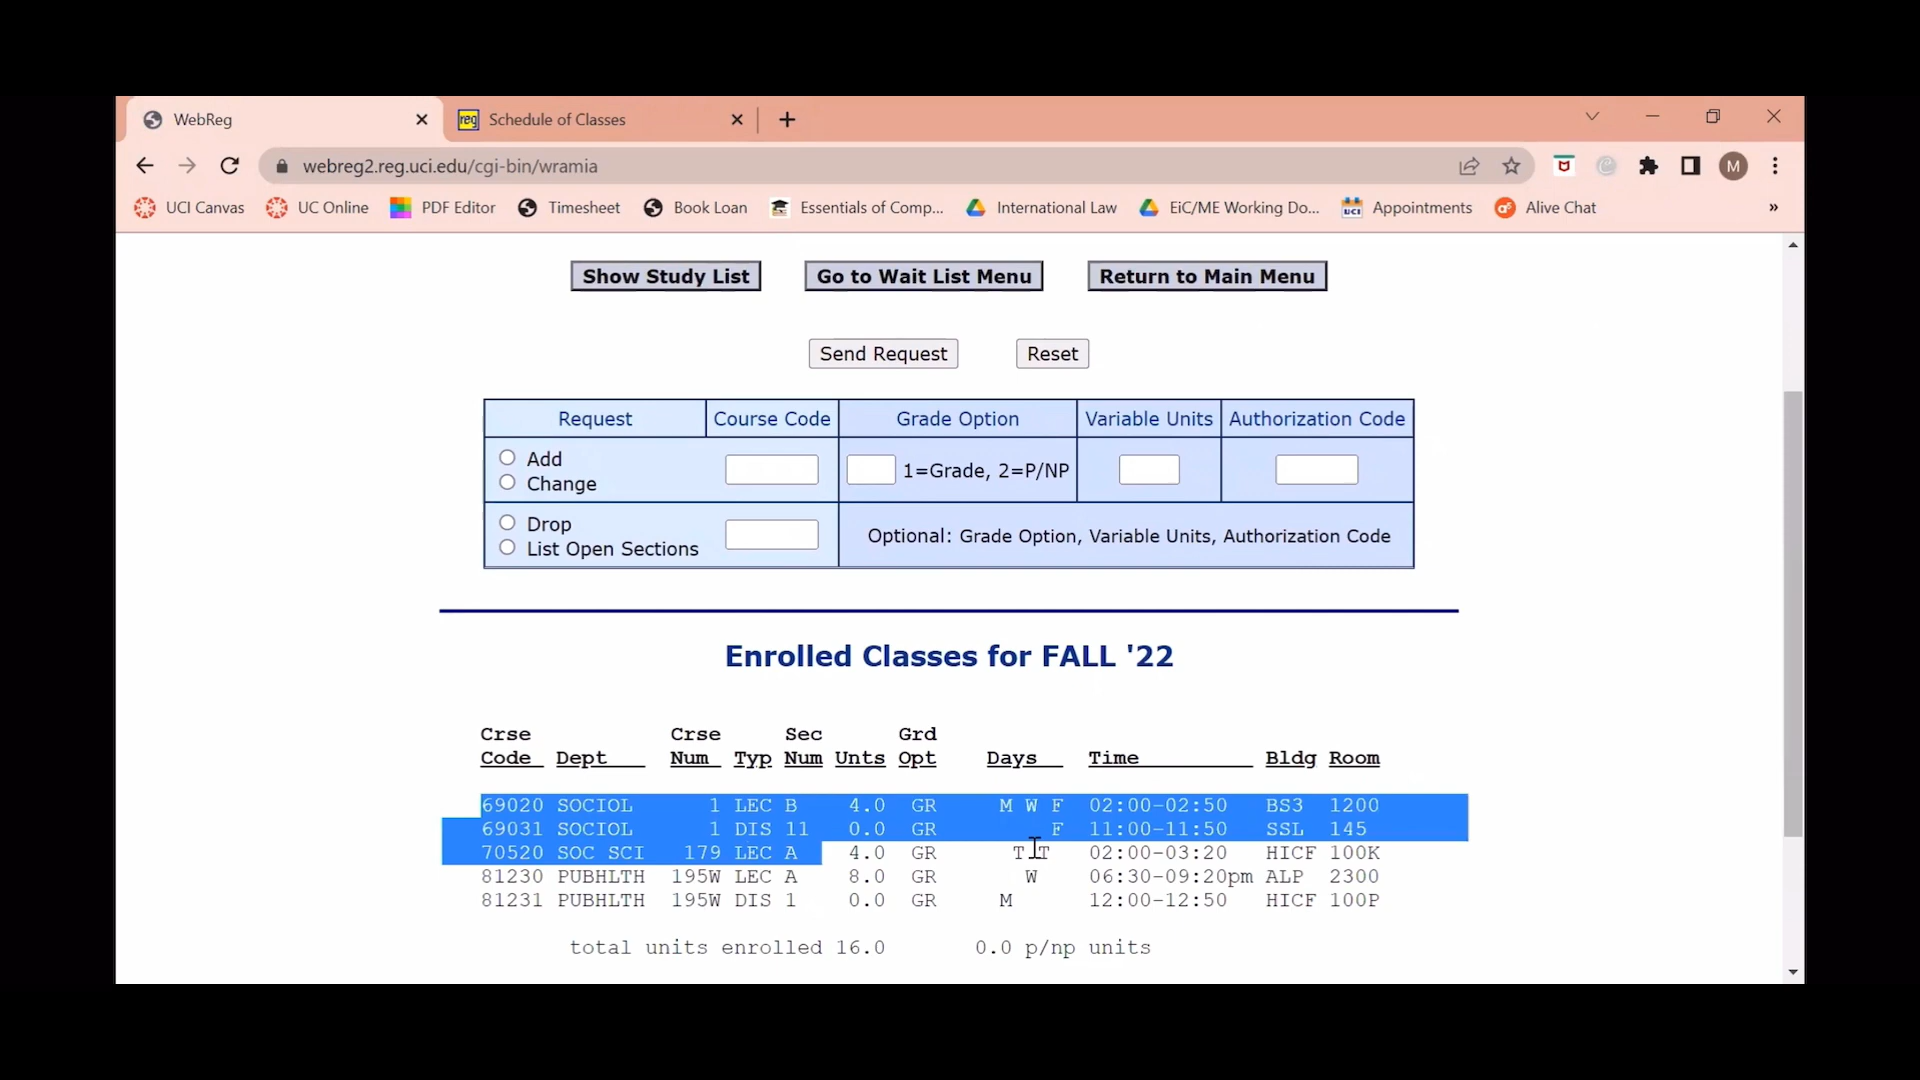 WebReg
reg Schedule of Classes
webreg2.reg.uci.edu/cgi-bin/wramia
M
UCI Canvas UC Online PDF Editor Timesheet Book Loan Essentials of Comp... International Law EiC/ME Working Do... UCI Appointments Alive Chat »
Show Study List Go to Wait List Menu Return to Main Menu
Send Request Reset
Request Course Code Grade Option Variable Units Authorization Code
Add
Change
1=Grade, 2=P/NP
Drop
List Open Sections
Optional: Grade Option, Variable Units, Authorization Code
Enrolled Classes for FALL '22
Crse Crse Sec Grd
Code Dept Num Typ Num Unts Opt Days Time Bldg Room
69020 SOCIOL 1 LEC B 4.0 GR M W F 02:00-02:50 BS3 1200
69031 SOCIOL 1 DIS 11 0.0 GR F 11:00-11:50 SSL 145
70520 SOC SCI 179 LEC A 4.0 GR T T 02:00-03:20 HICF 100K
81230 PUBHLTH 195W LEC A 8.0 GR W 06:30-09:20pm ALP 2300
81231 PUBHLTH 195W DIS 1 0.0 GR M 12:00-12:50 HICF 100P
total units enrolled 16.0 0.0 p/np units